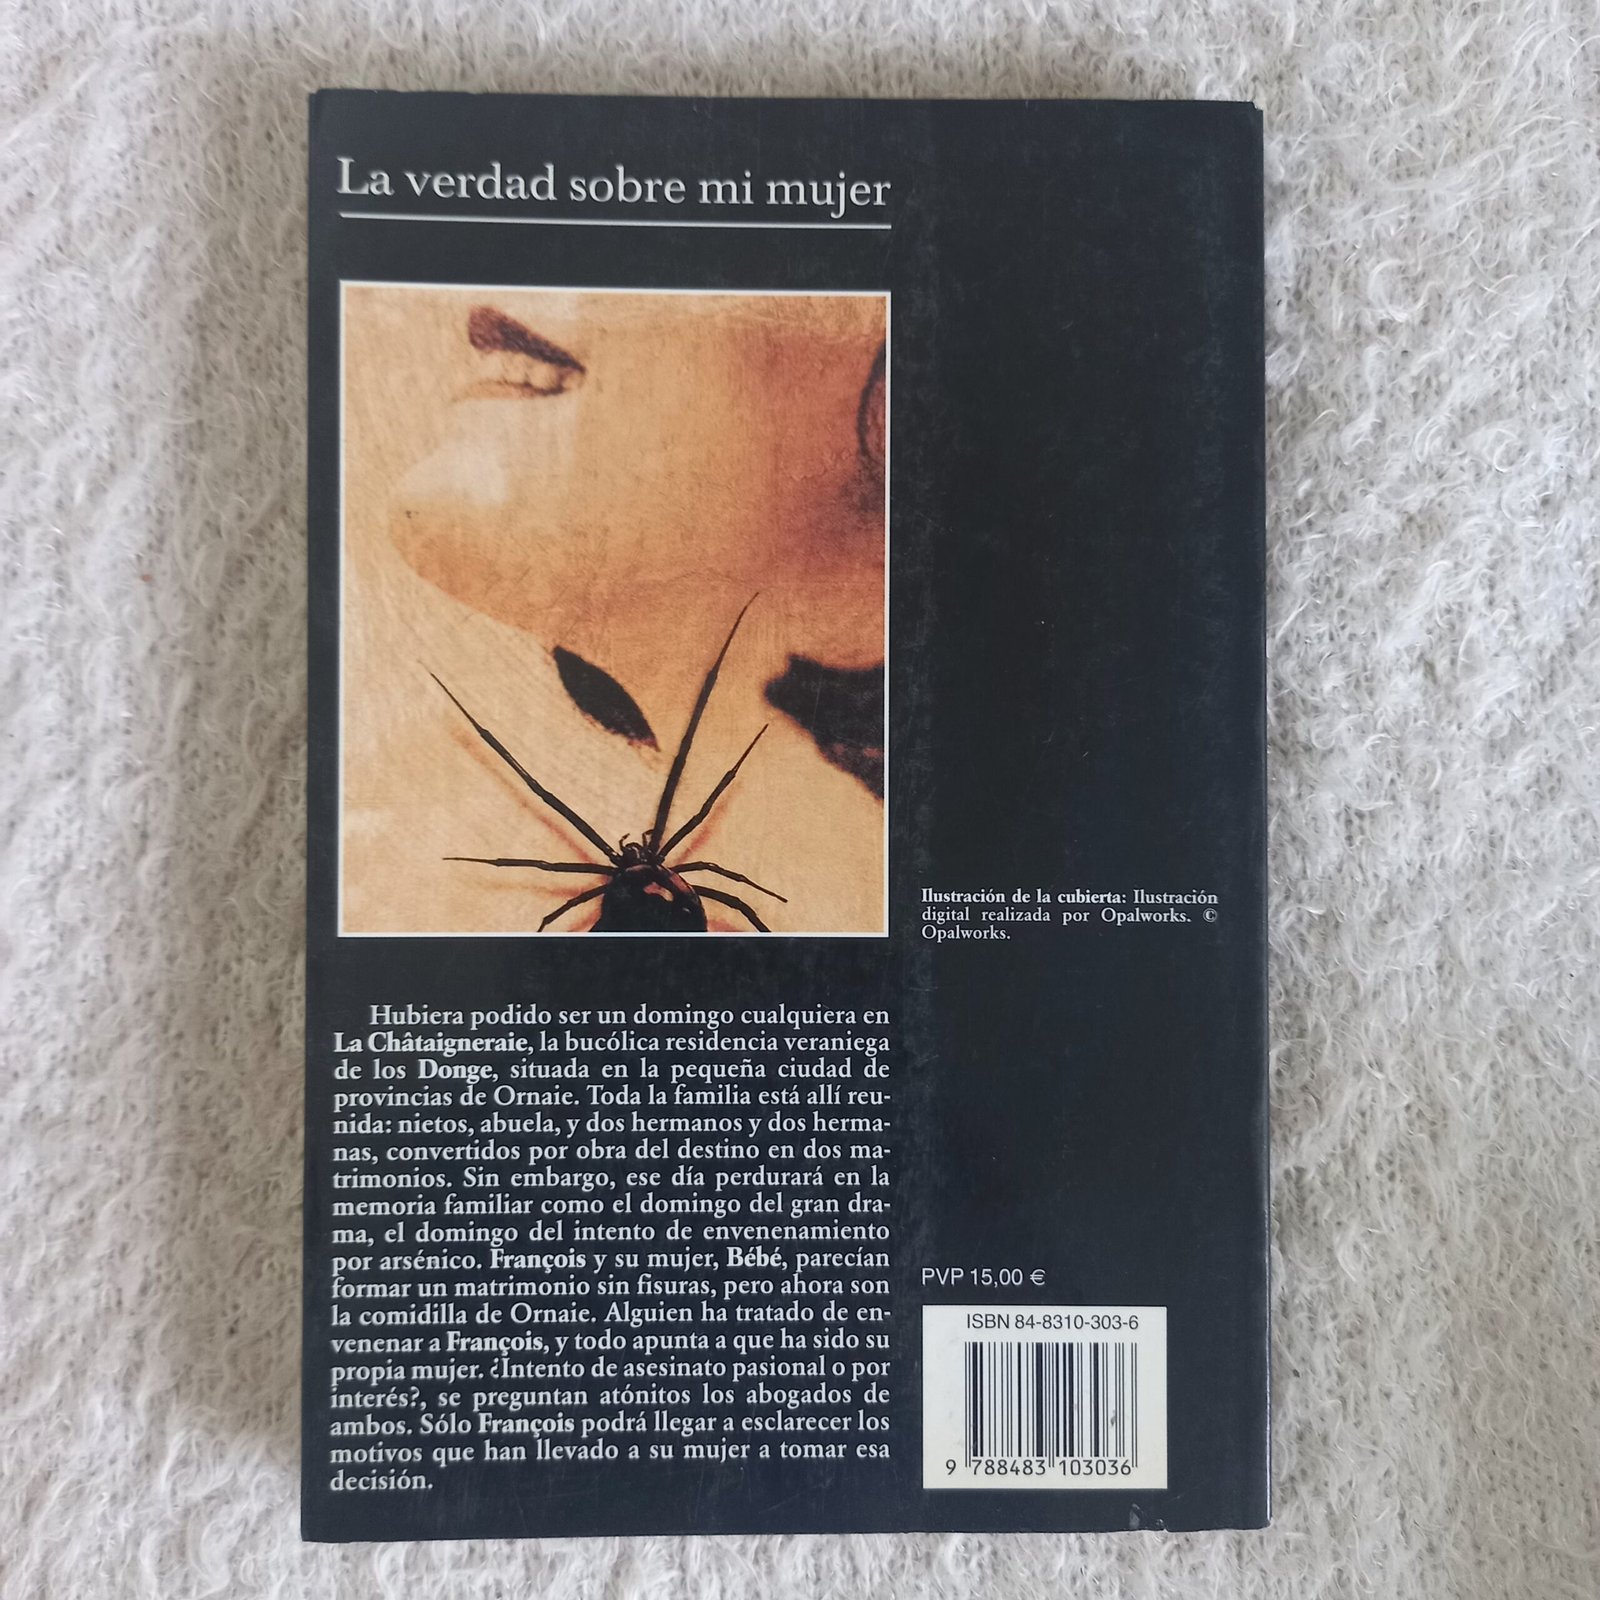 La verdad sobre mi mujer
Ilustración de la cubierta: Ilustración
digital realizada por Opalworks. ©
Opalworks.
Hubiera podido ser un domingo cualquiera en
La Châtaigneraie, la bucólica residencia veraniega
de los Donge, situada en la pequeña ciudad de
provincias de Ornaie. Toda la familia está allí reu-
nida: nietos, abuela, y dos hermanos y dos herma-
nas, convertidos por obra del destino en dos ma-
trimonios. Sin embargo, ese día perdurará en la
memoria familiar como el domingo del gran dra-
ma, el domingo del intento de envenenamiento
por arsénico. François y su mujer, Bébé, parecían
formar un matrimonio sin fisuras, pero ahora son
la comidilla de Ornaie. Alguien ha tratado de en-
venenar a François, y todo apunta a que ha sido su
propia mujer. ¿Intento de asesinato pasional o por
interés?, se preguntan atónitos los abogados de
ambos. Sólo François podrá llegar a esclarecer los
motivos que han llevado a su mujer a tomar esa
decisión.
PVP 15,00 €
ISBN 84-8310-303-6
9 788483 103036